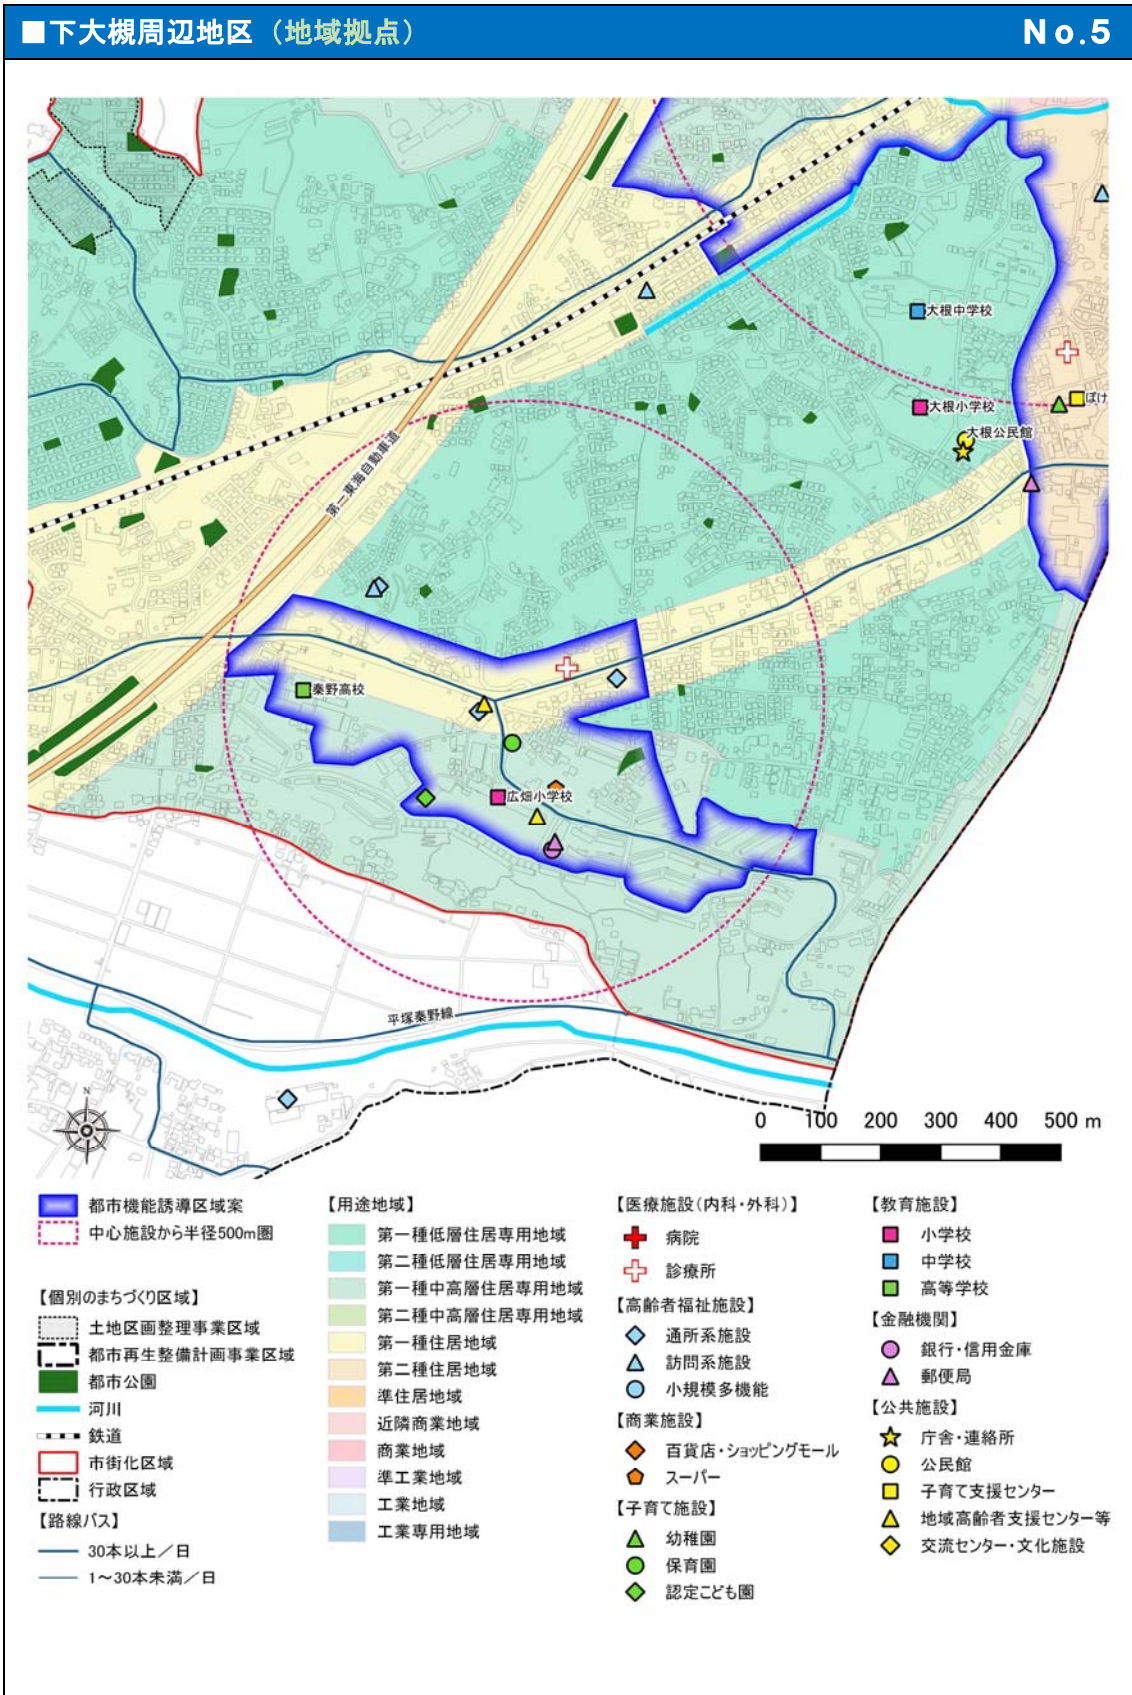 ■下大槻周辺地区（地域拠点） No.5
大根中学校
大根小学校
ぽけ
大根公民館
第二東海自動車道
秦野高校
広畑小学校
平塚秦野線
N
0 100 200 300 400 500 m
都市機能誘導区域案
中心施設から半径500m圏
【個別のまちづくり区域】
土地区画整理事業区域
都市再生整備計画事業区域
都市公園
河川
鉄道
市街化区域
行政区域
【路線バス】
30本以上／日
1～30本未満／日
【用途地域】
第一種低層住居専用地域
第二種低層住居専用地域
第一種中高層住居専用地域
第二種中高層住居専用地域
第一種住居地域
第二種住居地域
準住居地域
近隣商業地域
商業地域
準工業地域
工業地域
工業専用地域
【医療施設（内科・外科）】
病院
診療所
【高齢者福祉施設】
通所系施設
訪問系施設
小規模多機能
【商業施設】
百貨店・ショッピングモール
スーパー
【子育て施設】
幼稚園
保育園
認定こども園
【教育施設】
小学校
中学校
高等学校
【金融機関】
銀行・信用金庫
郵便局
【公共施設】
庁舎・連絡所
公民館
子育て支援センター
地域高齢者支援センター等
交流センター・文化施設